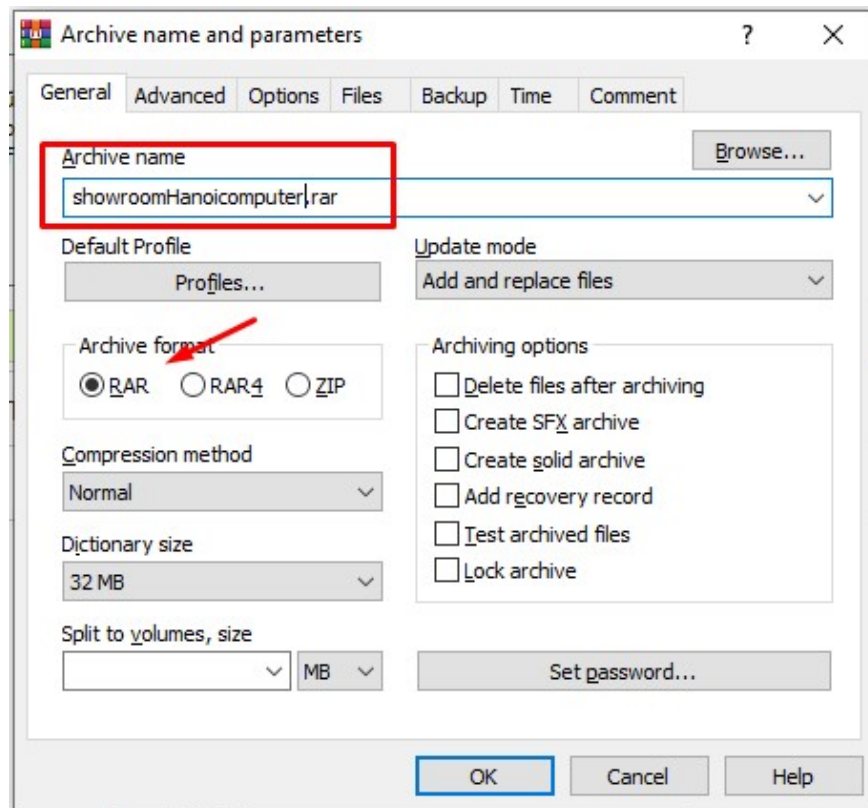 Archive name and parameters
General Advanced Options Files Backup Time Comment
Archive name
Browse...
showroomHanoicomputer.rar
Default Profile
Update mode
Profiles...
Add and replace files
Archive format
Archiving options
RAR RAR4 ZIP
Delete files after archiving
Create SFX archive
Compression method
Create solid archive
Normal
Add recovery record
Dictionary size
Test archived files
32 MB
Lock archive
Split to volumes, size
MB
Set password...
OK Cancel Help